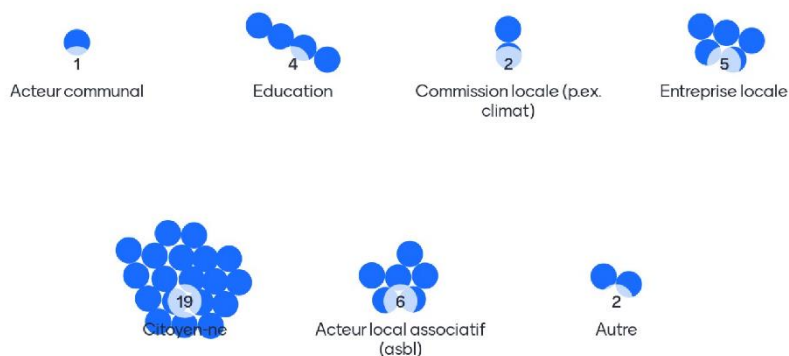 1
Acteur communal
4
Education
2
Commission locale (p.ex.
climat)
5
Entreprise locale
19
Citoyen·ne
6
Acteur local associatif
(asbl)
2
Autre